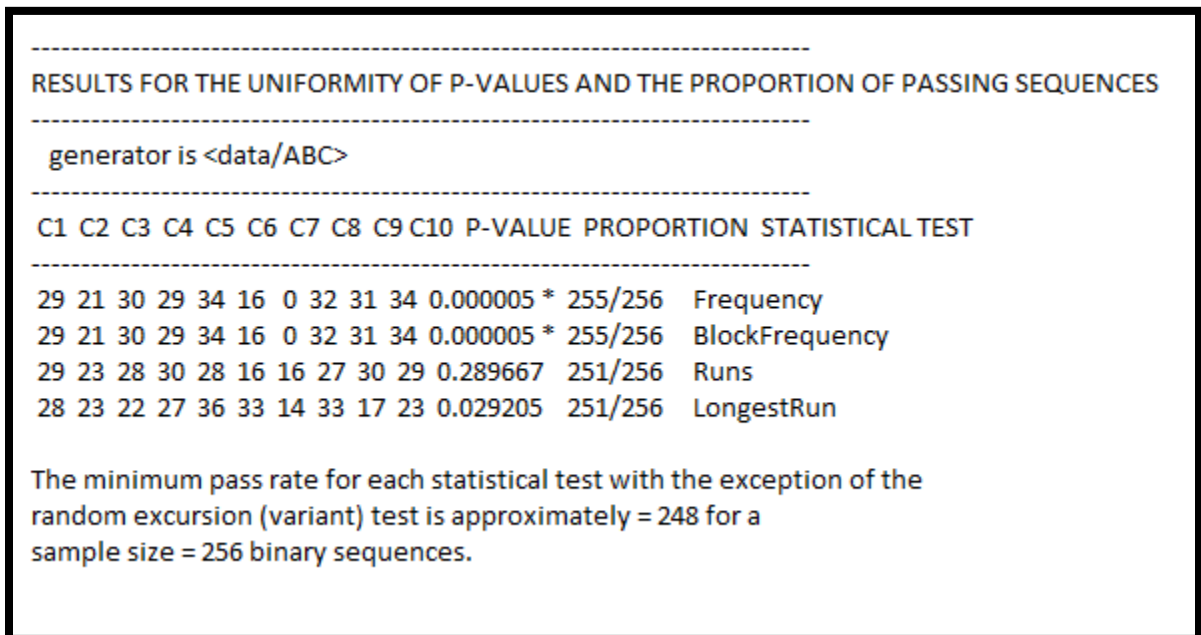 ------------------------------------------------------------------------------
RESULTS FOR THE UNIFORMITY OF P-VALUES AND THE PROPORTION OF PASSING SEQUENCES
------------------------------------------------------------------------------
generator is <data/ABC>
------------------------------------------------------------------------------
C1 C2 C3 C4 C5 C6 C7 C8 C9 C10 P-VALUE PROPORTION STATISTICAL TEST
------------------------------------------------------------------------------
29 21 30 29 34 16 0 32 31 34 0.000005 * 255/256 Frequency
29 21 30 29 34 16 0 32 31 34 0.000005 * 255/256 BlockFrequency
29 23 28 30 28 16 16 27 30 29 0.289667 251/256 Runs
28 23 22 27 36 33 14 33 17 23 0.029205 251/256 LongestRun
The minimum pass rate for each statistical test with the exception of the
random excursion (variant) test is approximately = 248 for a
sample size = 256 binary sequences.